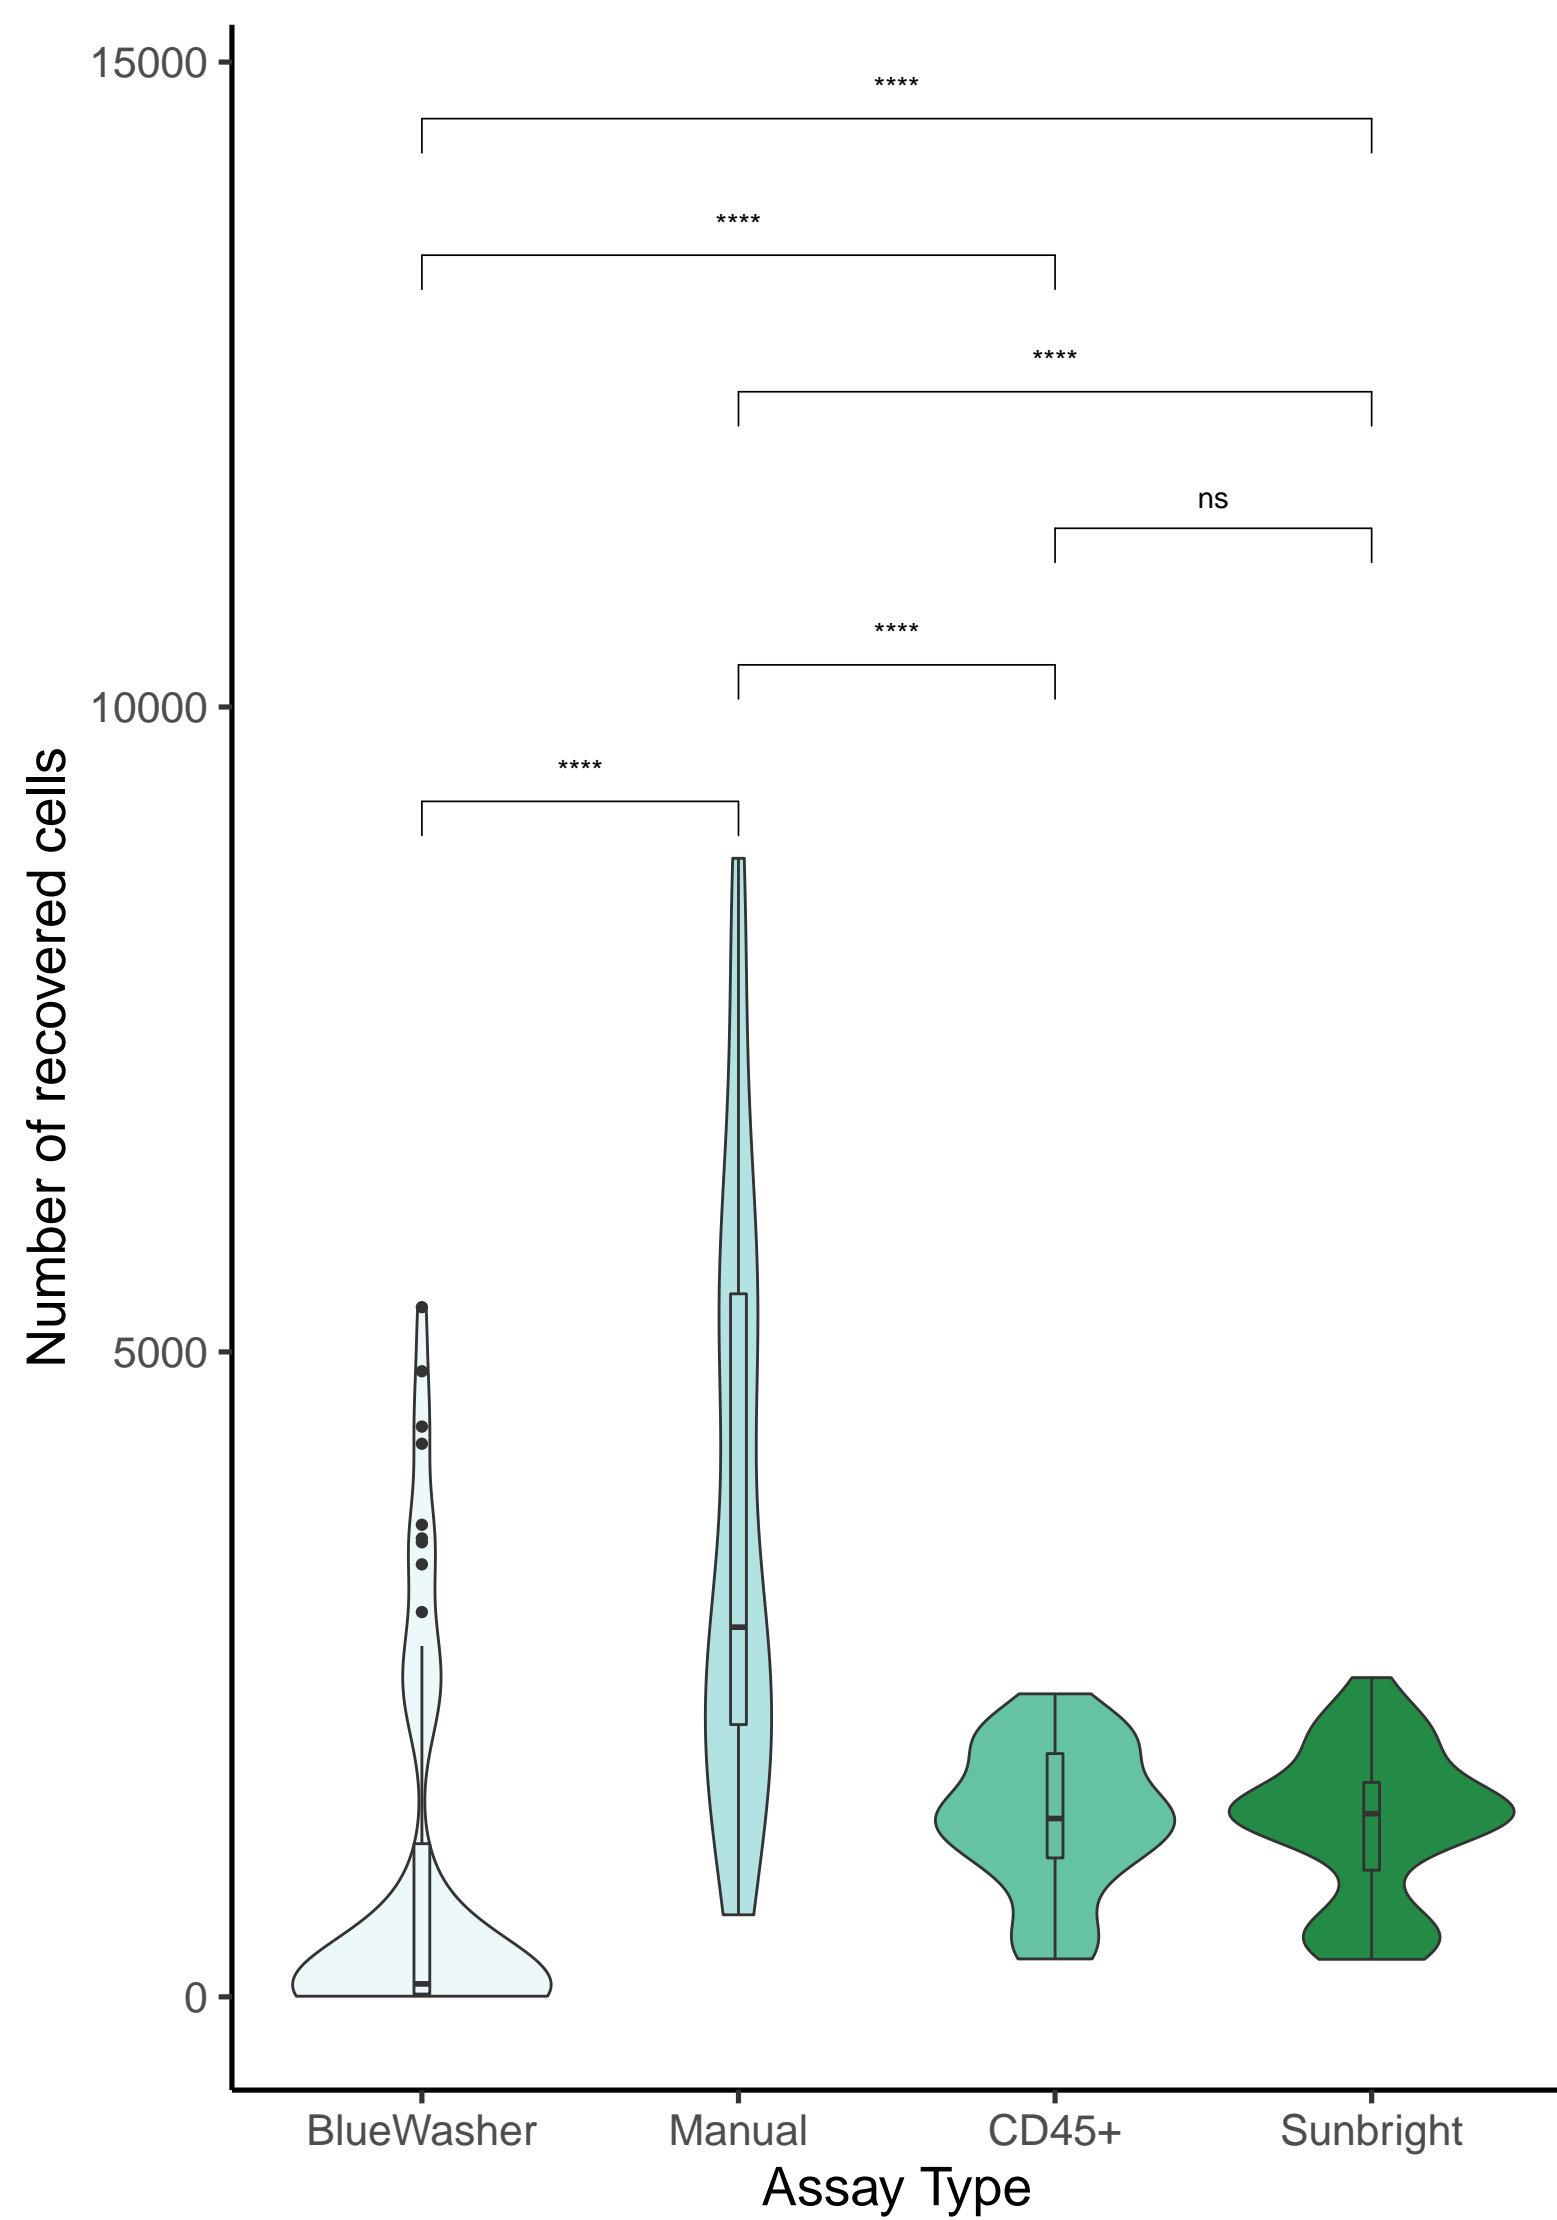 15000
10000
5000
0
Number of recovered cells
****
****
****
ns
****
****
BlueWasher Manual CD45+ Sunbright
Assay Type